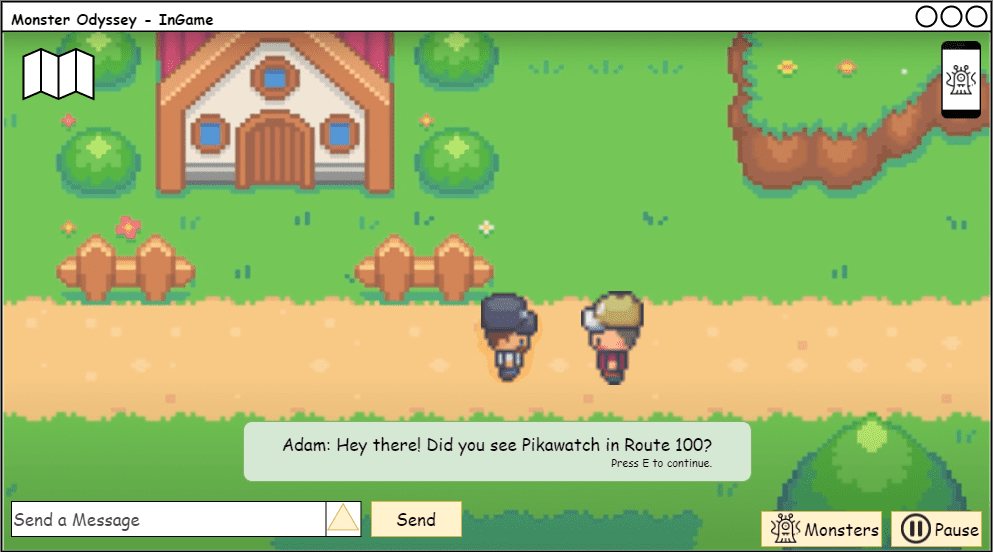 Monster Odyssey - InGame
Adam: Hey there! Did you see Pikawatch in Route 100?
Press E to continue.
Send a Message
Send
Monsters
Pause